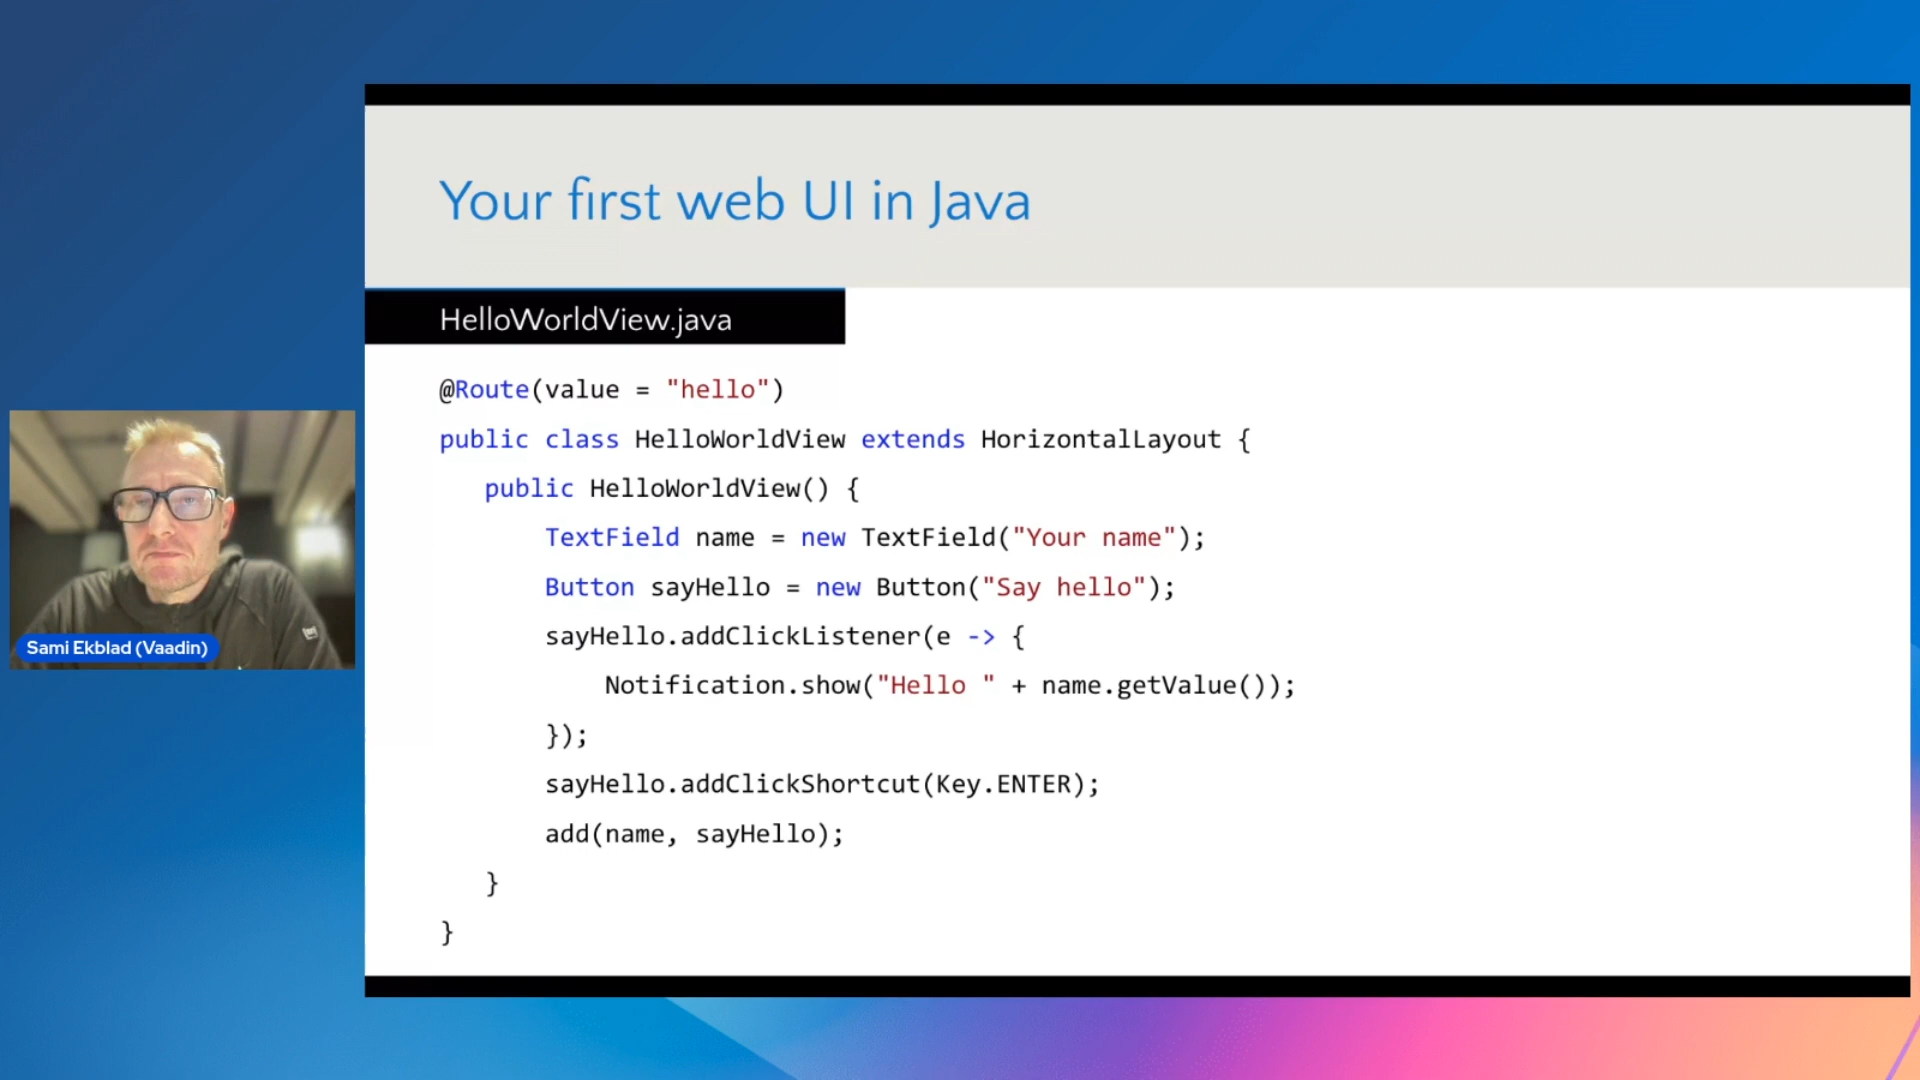 Your first web UI in Java
HelloWorldView.java
@Route(value = "hello")
public class HelloWorldView extends HorizontalLayout {
public HelloWorldView() {
TextField name = new TextField("Your name");
Button sayHello = new Button("Say hello");
sayHello.addClickListener(e -> {
Notification.show("Hello " + name.getValue());
});
sayHello.addClickShortcut(Key.ENTER);
add(name, sayHello);
}
}
Sami Ekblad (Vaadin)